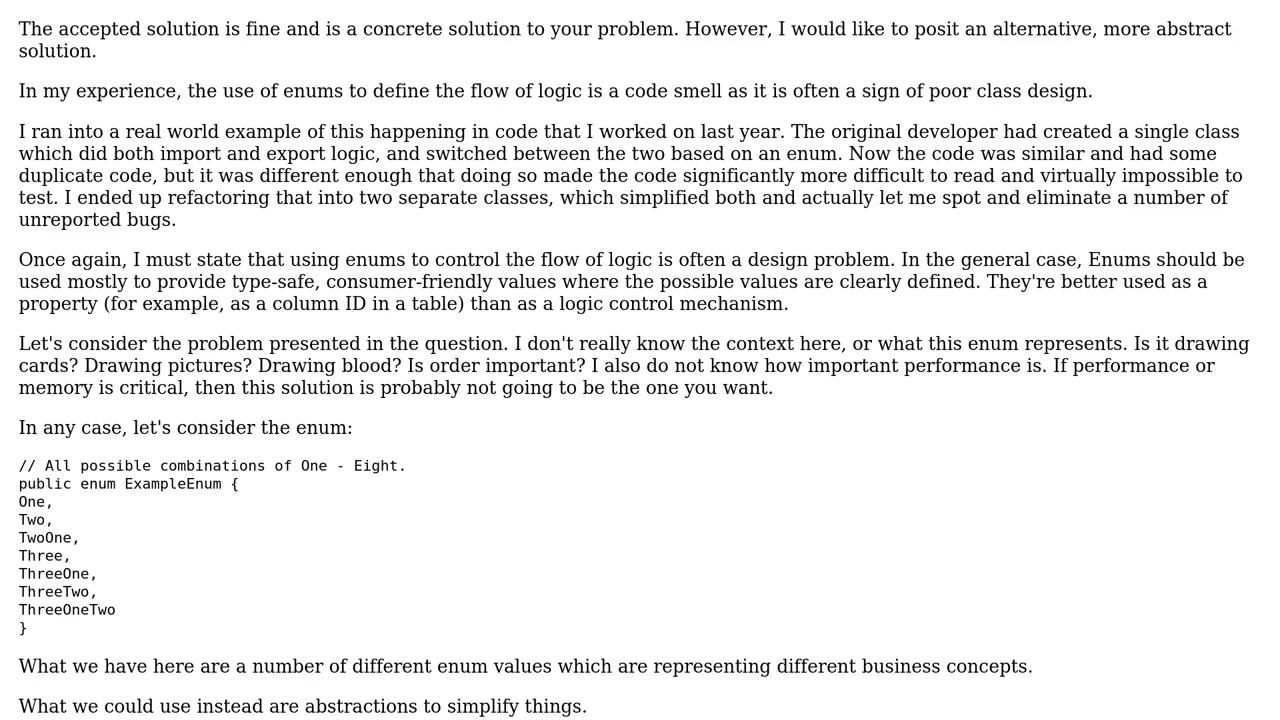 The accepted solution is fine and is a concrete solution to your problem. However, I would like to posit an alternative, more abstract
solution.
In my experience, the use of enums to define the flow of logic is a code smell as it is often a sign of poor class design.
I ran into a real world example of this happening in code that I worked on last year. The original developer had created a single class
which did both import and export logic, and switched between the two based on an enum. Now the code was similar and had some
duplicate code, but it was different enough that doing so made the code significantly more difficult to read and virtually impossible to
test. I ended up refactoring that into two separate classes, which simplified both and actually let me spot and eliminate a number of
unreported bugs.
Once again, I must state that using enums to control the flow of logic is often a design problem. In the general case, Enums should be
used mostly to provide type-safe, consumer-friendly values where the possible values are clearly defined. They're better used as a
property (for example, as a column ID in a table) than as a logic control mechanism.
Let's consider the problem presented in the question. I don't really know the context here, or what this enum represents. Is it drawing
cards? Drawing pictures? Drawing blood? Is order important? I also do not know how important performance is. If performance or
memory is critical, then this solution is probably not going to be the one you want.
In any case, let's consider the enum:
// All possible combinations of One - Eight.
public enum ExampleEnum {
One,
Two,
TwoOne,
Three,
ThreeOne,
ThreeTwo,
ThreeOneTwo
}
What we have here are a number of different enum values which are representing different business concepts.
What we could use instead are abstractions to simplify things.